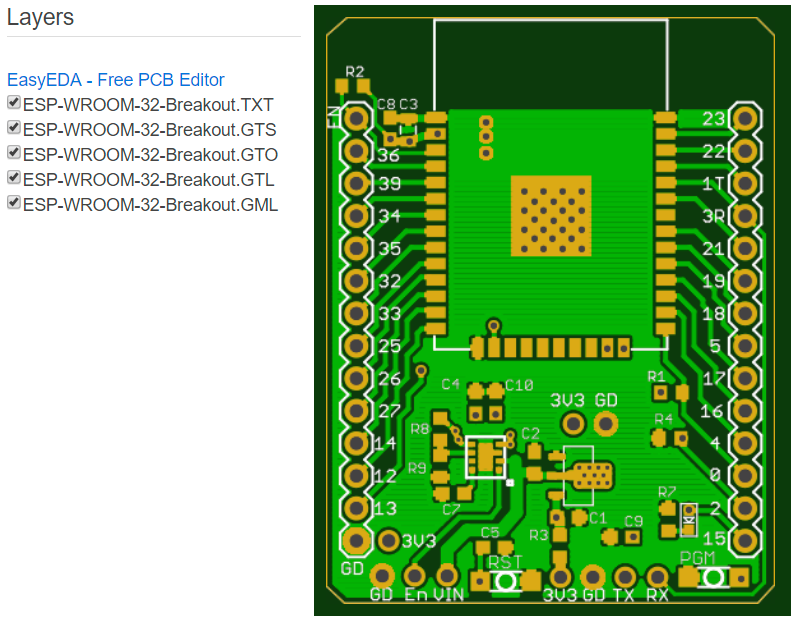 Layers
EasyEDA - Free PCB Editor
ESP-WROOM-32-Breakout.TXT
ESP-WROOM-32-Breakout.GTS
ESP-WROOM-32-Breakout.GTO
ESP-WROOM-32-Breakout.GTL
ESP-WROOM-32-Breakout.GML
R2
C8 C3
EN
23
36
22
39
1T
34
3R
35
21
32
19
33
18
25
5
26
17
R1
C4
C10
3V3 GD
27
16
R8
R4
14
4
C2
R9
12
0
C7
R7
13
2
C1
C9
R3
C5
3V3
15
GD
RST
PGM
GD En VIN
3V3 GD TX RX